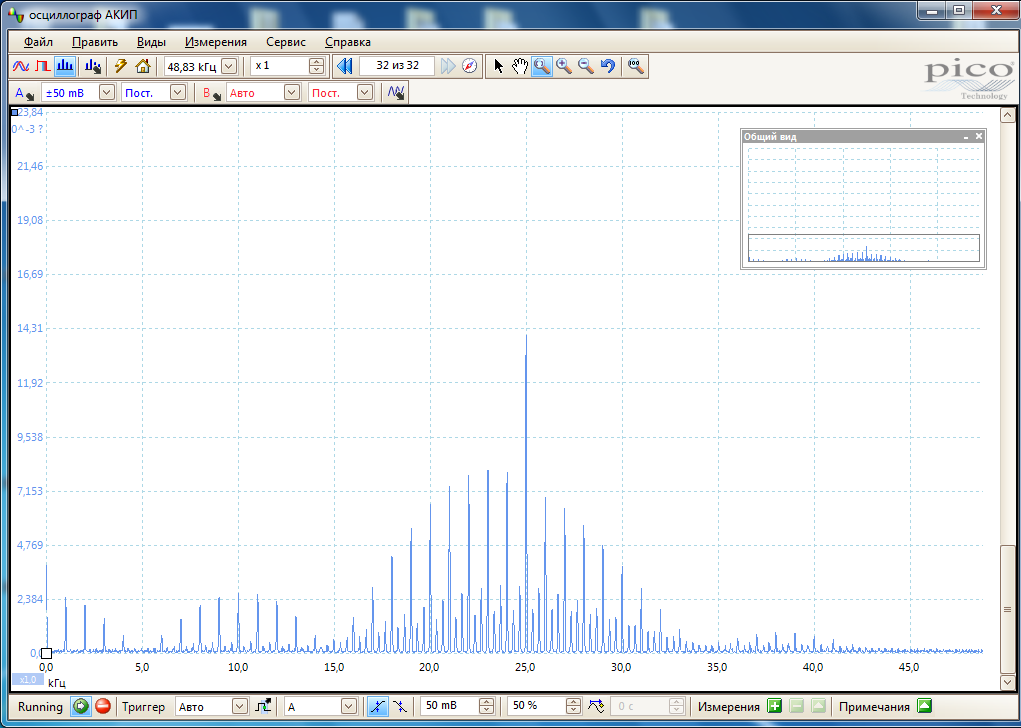 осциллограф АКИП
Файл Править Виды Измерения Сервис Справка
48,83 кГц x 1 32 из 32
pico
Technology
A ±50 mB Пост. B Авто Пост.
23,84
0^-3 ?
Общий вид
21,46
19,08
16,69
14,31
11,92
9,538
7,153
4,769
2,384
0,0
0,0 5,0 10,0 15,0 20,0 25,0 30,0 35,0 40,0 45,0
x1.0 кГц
Running Триггер Авто A 50 mB 50 % 0 с Измерения Примечания